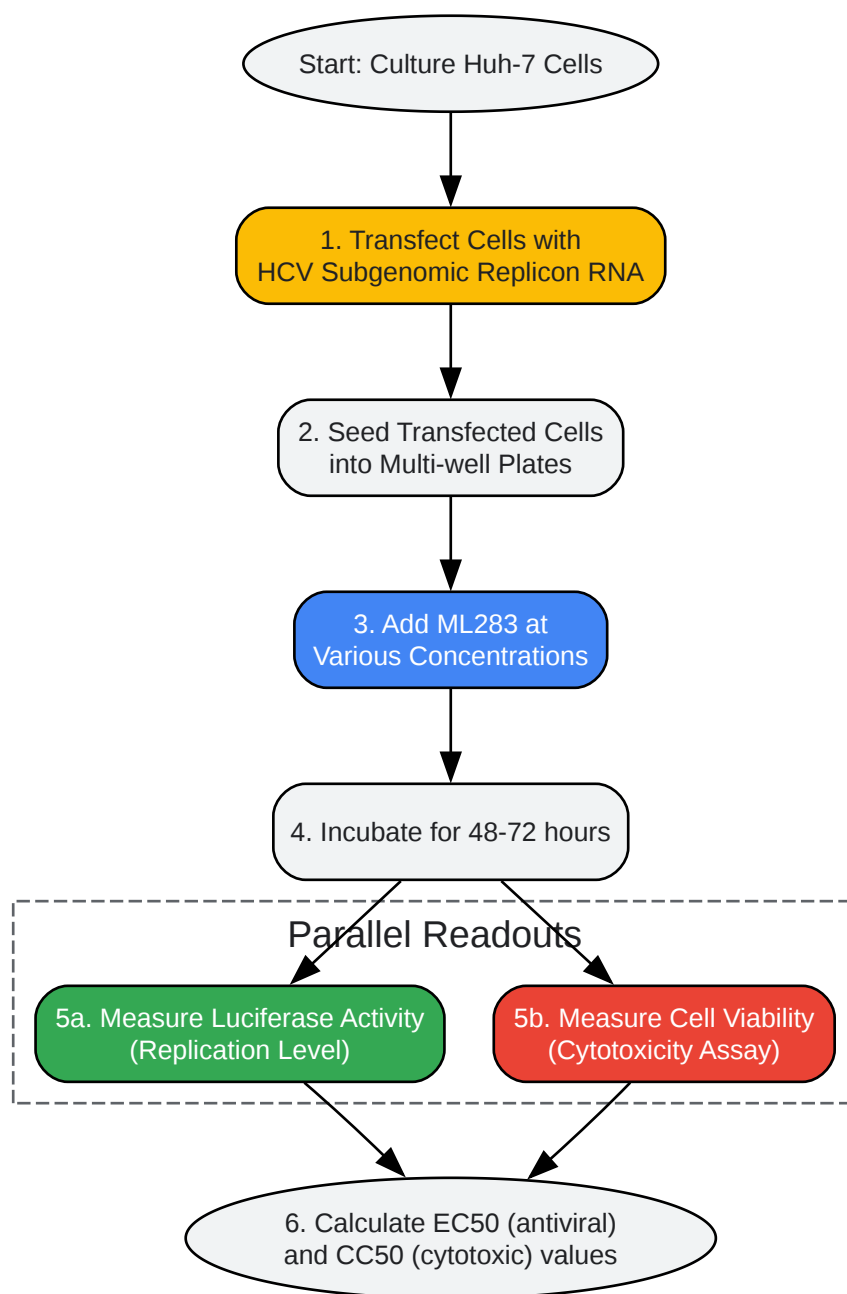 Start: Culture Huh-7 Cells
1. Transfect Cells with
HCV Subgenomic Replicon RNA
2. Seed Transfected Cells
into Multi-well Plates
3. Add ML283 at
Various Concentrations
4. Incubate for 48-72 hours
Parallel Readouts
5a. Measure Luciferase Activity
(Replication Level)
5b. Measure Cell Viability
(Cytotoxicity Assay)
6. Calculate EC50 (antiviral)
and CC50 (cytotoxic) values